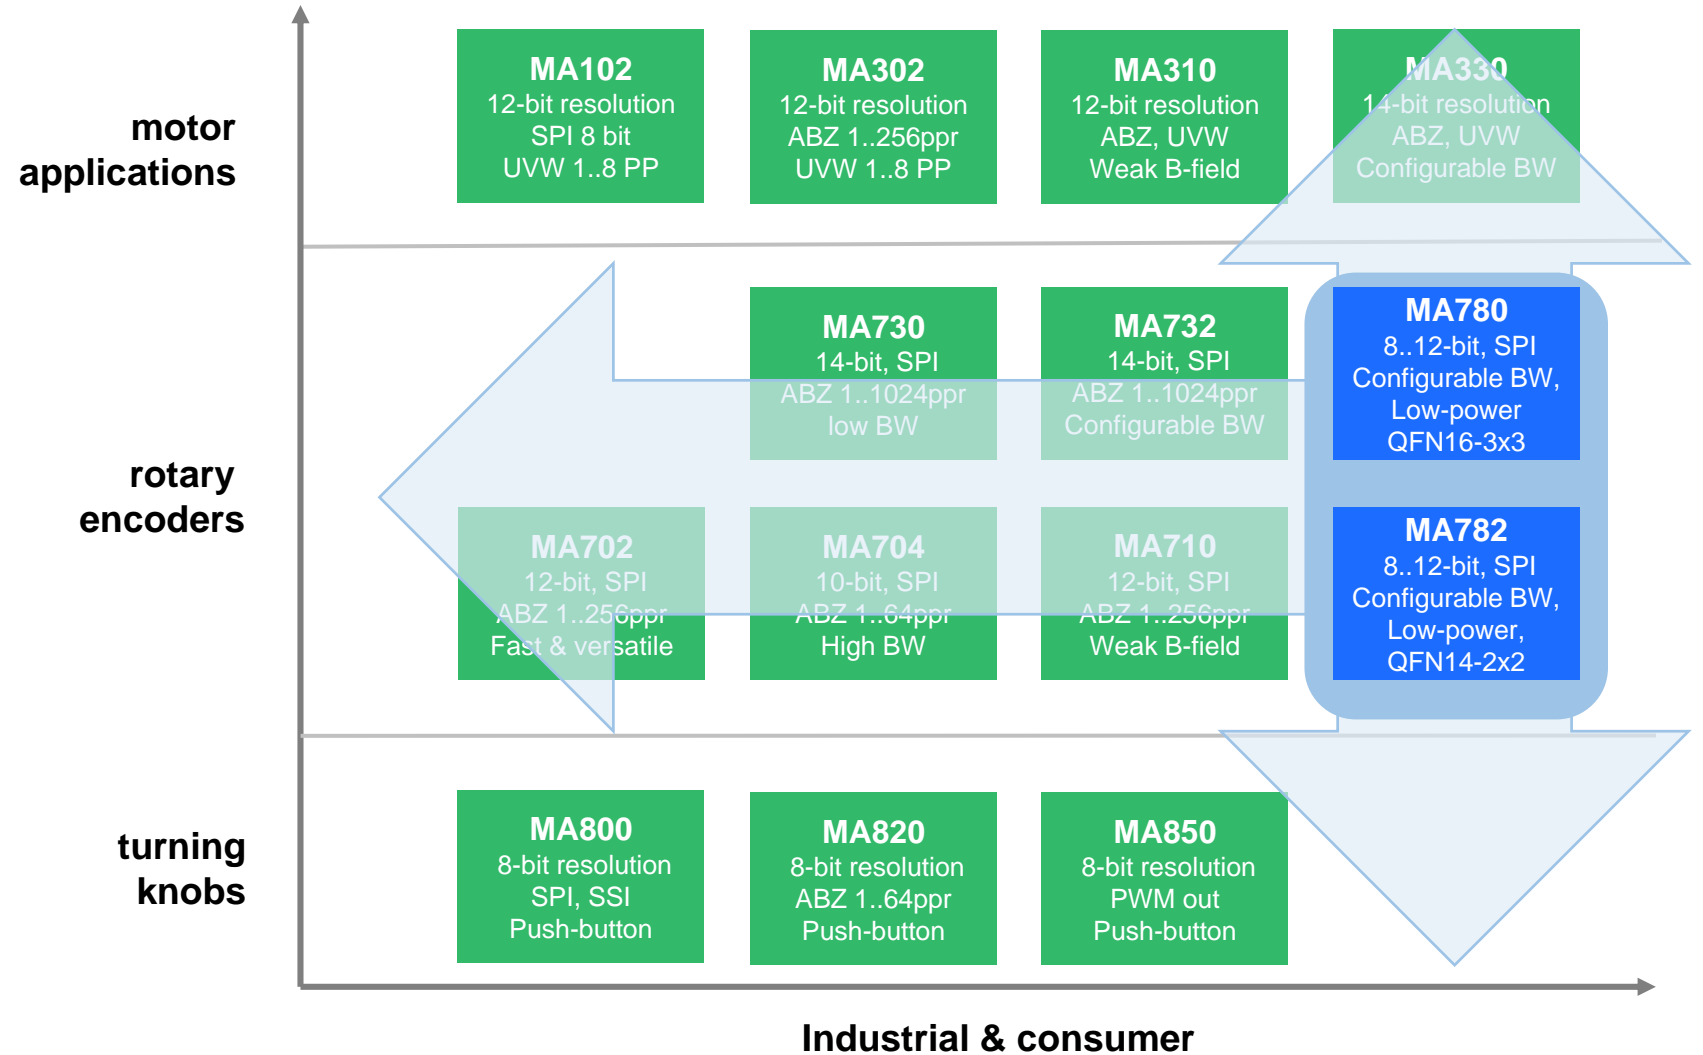 motor
applications
MA102
12-bit resolution
SPI 8 bit
UVW 1..8 PP
MA302
12-bit resolution
ABZ 1..256ppr
UVW 1..8 PP
MA310
12-bit resolution
ABZ, UVW
Weak B-field
MA330
14-bit resolution
ABZ, UVW
Configurable BW
rotary
encoders
MA730
14-bit, SPI
ABZ 1..1024ppr
low BW
MA732
14-bit, SPI
ABZ 1..1024ppr
Configurable BW
MA780
8..12-bit, SPI
Configurable BW,
Low-power
QFN16-3x3
MA702
12-bit, SPI
ABZ 1..256ppr
Fast & versatile
MA704
10-bit, SPI
ABZ 1..64ppr
High BW
MA710
12-bit, SPI
ABZ 1..256ppr
Weak B-field
MA782
8..12-bit, SPI
Configurable BW,
Low-power,
QFN14-2x2
turning
knobs
MA800
8-bit resolution
SPI, SSI
Push-button
MA820
8-bit resolution
ABZ 1..64ppr
Push-button
MA850
8-bit resolution
PWM out
Push-button
Industrial & consumer